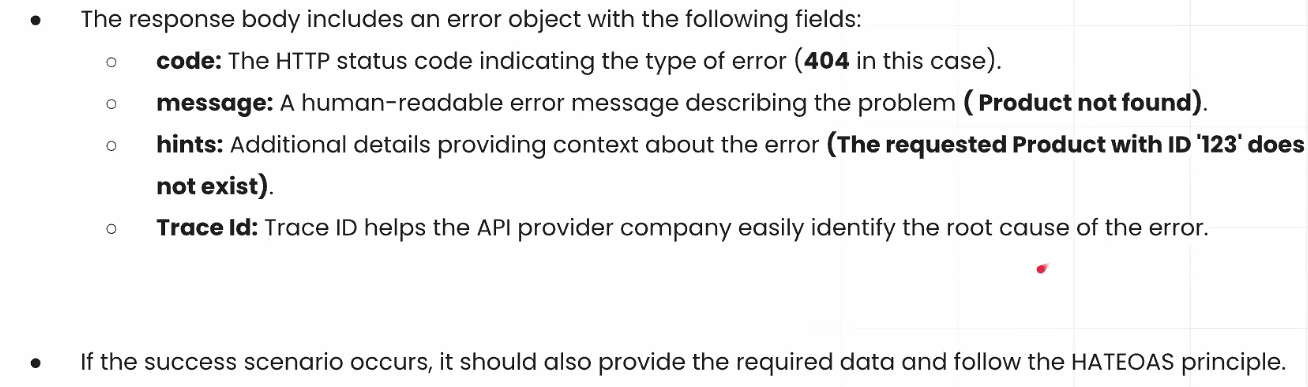 ● The response body includes an error object with the following fields:
○ code: The HTTP status code indicating the type of error (404 in this case).
○ message: A human-readable error message describing the problem ( Product not found).
○ hints: Additional details providing context about the error (The requested Product with ID '123' does
not exist).
○ Trace Id: Trace ID helps the API provider company easily identify the root cause of the error.
● If the success scenario occurs, it should also provide the required data and follow the HATEOAS principle.